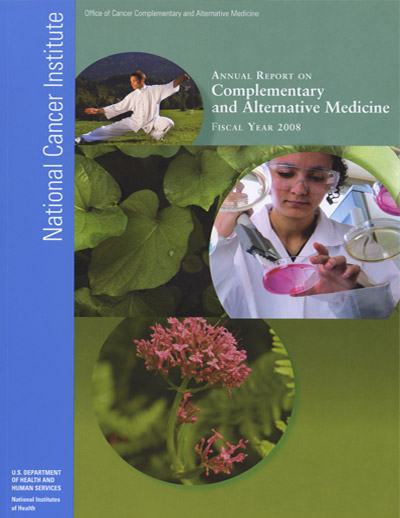 Office of Cancer Complementary and Alternative Medicine
National Cancer Institute
ANNUAL REPORT ON
Complementary
and Alternative Medicine
FISCAL YEAR 2008
U.S. DEPARTMENT
OF HEALTH AND
HUMAN SERVICES
National Institutes
of Health